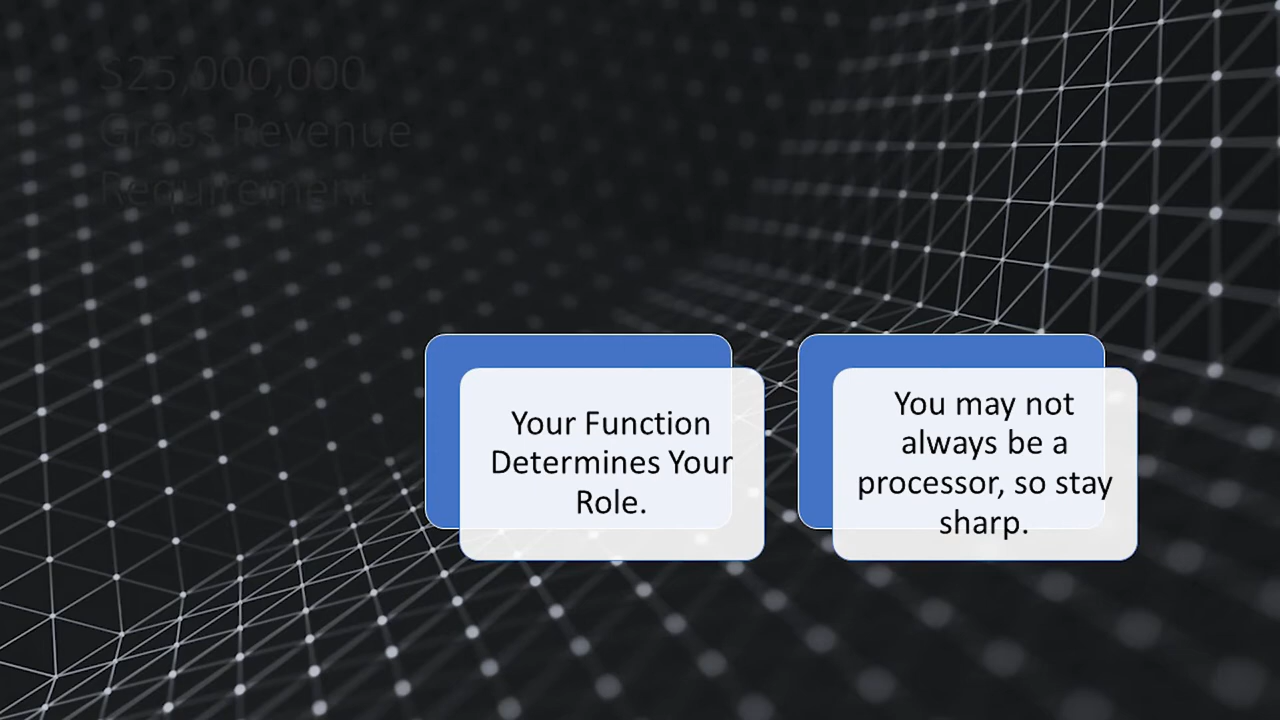 $25,000,000
Gross Revenue
Requirement
Your Function
Determines Your
Role.
You may not
always be a
processor, so stay
sharp.